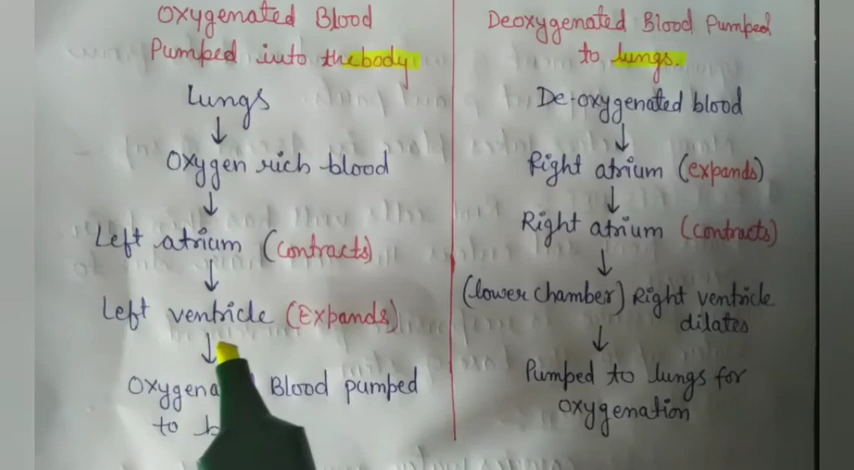 Oxygenated Blood
Pumped into the body
Lungs
↓
Oxygen rich blood
↓
Left atrium (contracts)
↓
Left ventricle (Expands)
↓
Blood pumped
to
Deoxygenated Blood Pumped
to lungs.
De-oxygenated blood
↓
Right atrium (expands)
↓
Right atrium (contracts)
↓
(lower chamber) Right ventricle
dilates
↓
Pumped to lungs for
oxygenation